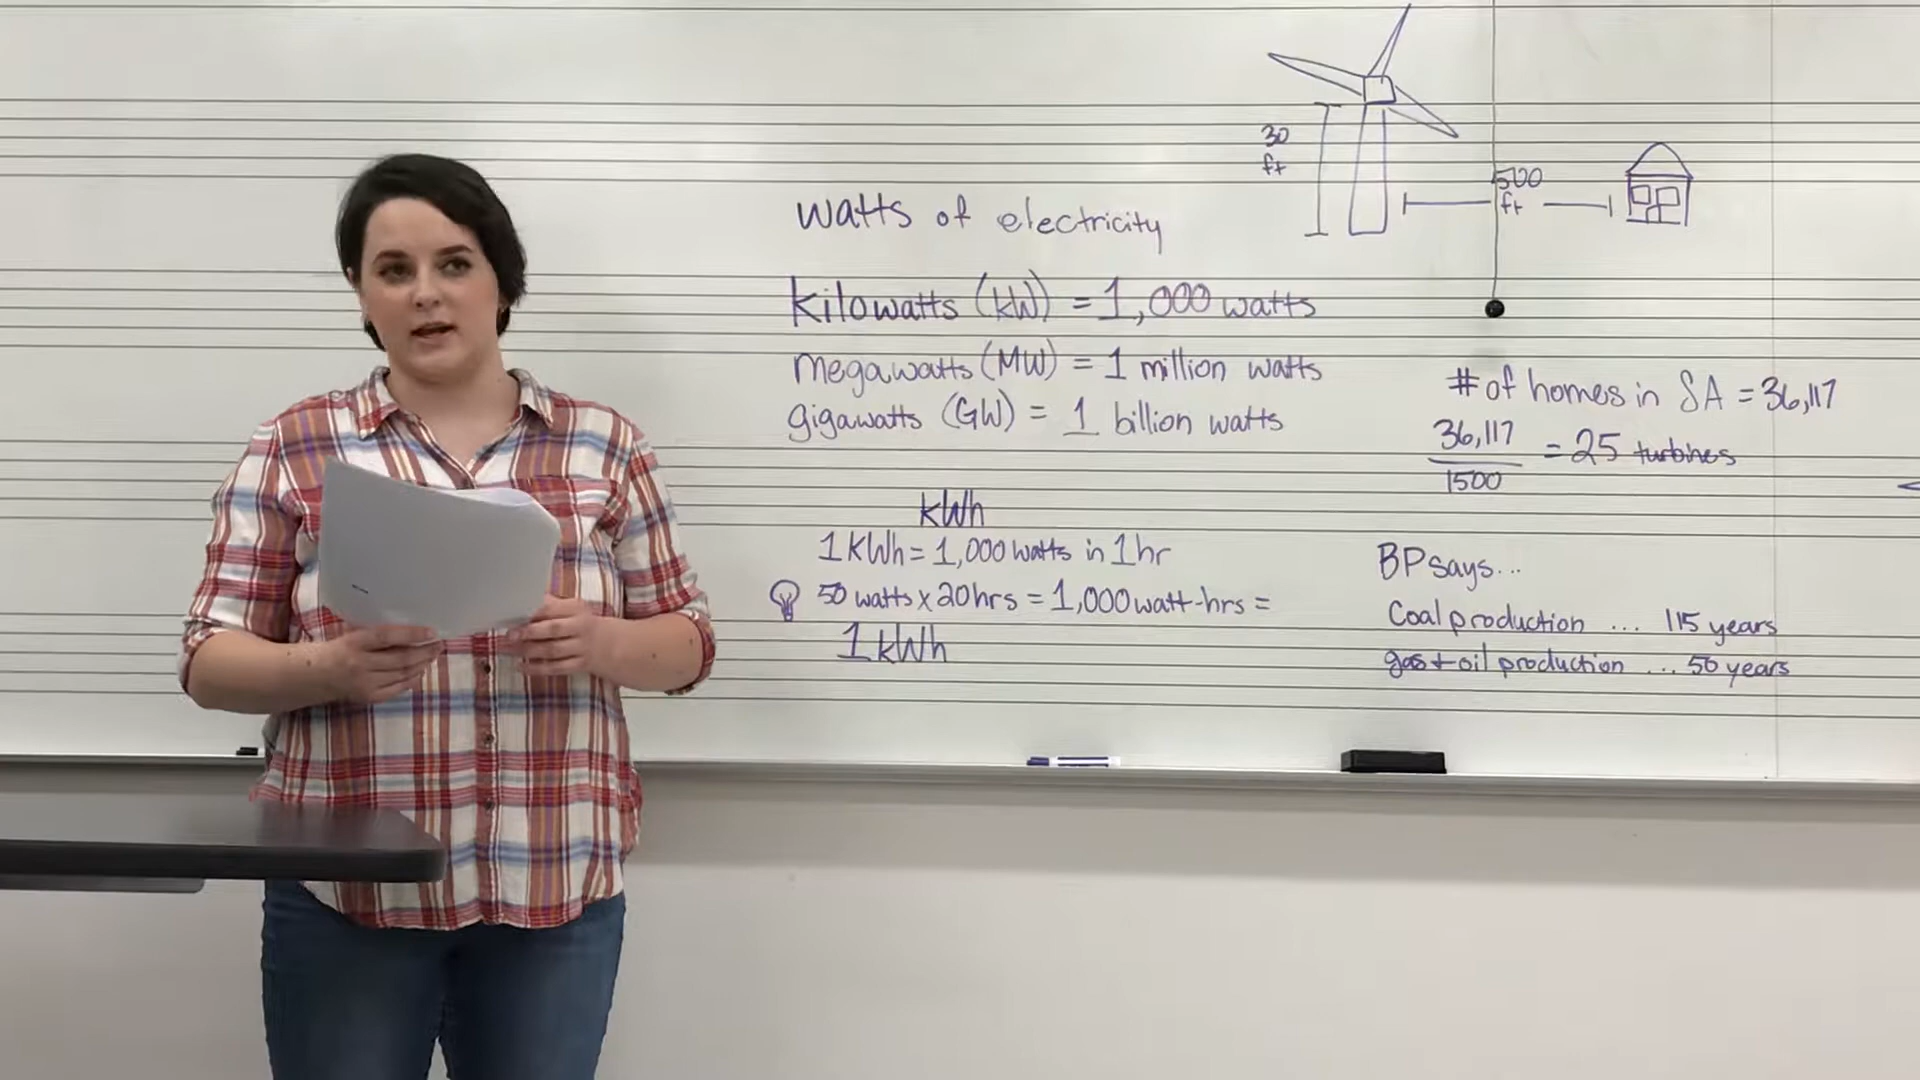 30
ft
500
ft
watts of electricity
kilowatts (kW) = 1,000 watts
megawatts (MW) = 1 million watts
gigawatts (GW) = 1 billion watts
# of homes in SA = 36,117
36,117
1500
= 25 turbines
kWh
1 kWh = 1,000 watts in 1 hr
50 watts x 20 hrs = 1,000 watt-hrs =
1 kWh
BP says...
Coal production ... 115 years
gas + oil production ... 50 years